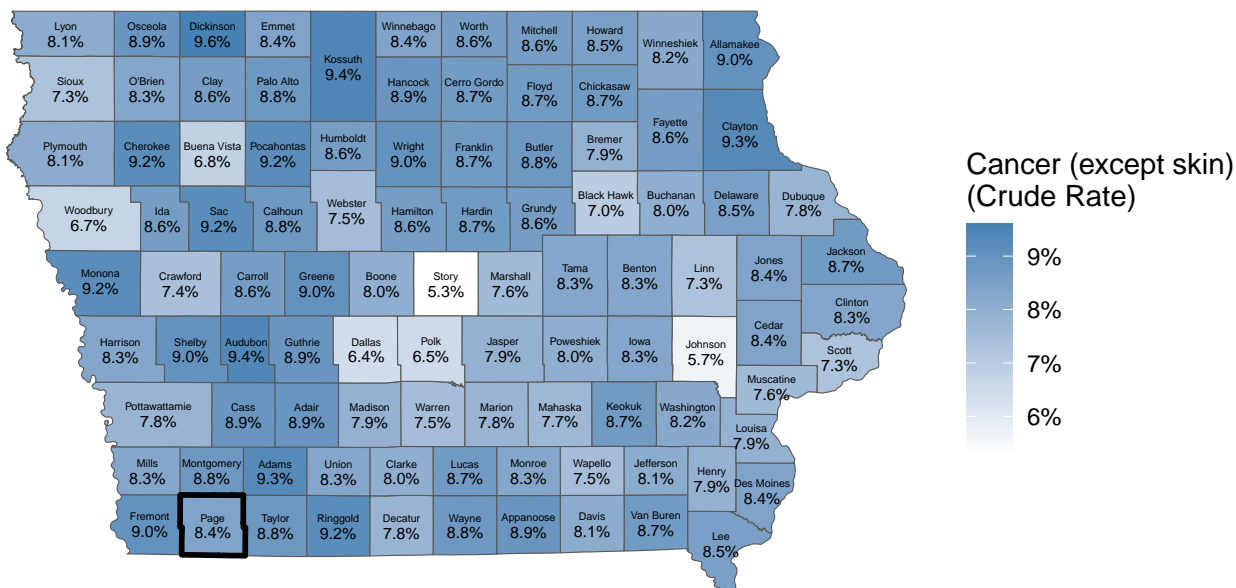 Lyon
8.1%
Osceola
8.9%
Dickinson
9.6%
Emmet
8.4%
Kossuth
9.4%
Winnebago
8.4%
Worth
8.6%
Mitchell
8.6%
Howard
8.5%
Winneshiek
8.2%
Allamakee
9.0%
Sioux
7.3%
O'Brien
8.3%
Clay
8.6%
Palo Alto
8.8%
Hancock
8.9%
Cerro Gordo
8.7%
Floyd
8.7%
Chickasaw
8.7%
Fayette
8.6%
Clayton
9.3%
Plymouth
8.1%
Cherokee
9.2%
Buena Vista
6.8%
Pocahontas
9.2%
Humboldt
8.6%
Wright
9.0%
Franklin
8.7%
Butler
8.8%
Bremer
7.9%
Woodbury
6.7%
Ida
8.6%
Sac
9.2%
Calhoun
8.8%
Webster
7.5%
Hamilton
8.6%
Hardin
8.7%
Grundy
8.6%
Black Hawk
7.0%
Buchanan
8.0%
Delaware
8.5%
Dubuque
7.8%
Monona
9.2%
Crawford
7.4%
Carroll
8.6%
Greene
9.0%
Boone
8.0%
Story
5.3%
Marshall
7.6%
Tama
8.3%
Benton
8.3%
Linn
7.3%
Jones
8.4%
Jackson
8.7%
Clinton
8.3%
Harrison
8.3%
Shelby
9.0%
Audubon
9.4%
Guthrie
8.9%
Dallas
6.4%
Polk
6.5%
Jasper
7.9%
Poweshiek
8.0%
Iowa
8.3%
Johnson
5.7%
Cedar
8.4%
Scott
7.3%
Muscatine
7.6%
Pottawattamie
7.8%
Cass
8.9%
Adair
8.9%
Madison
7.9%
Warren
7.5%
Marion
7.8%
Mahaska
7.7%
Keokuk
8.7%
Washington
8.2%
Louisa
7.9%
Mills
8.3%
Montgomery
8.8%
Adams
9.3%
Union
8.3%
Clarke
8.0%
Lucas
8.7%
Monroe
8.3%
Wapello
7.5%
Jefferson
8.1%
Henry
7.9%
Des Moines
8.4%
Fremont
9.0%
Page
8.4%
Taylor
8.8%
Ringgold
9.2%
Decatur
7.8%
Wayne
8.8%
Appanoose
8.9%
Davis
8.1%
Van Buren
8.7%
Lee
8.5%
Cancer (except skin)
(Crude Rate)
9%
8%
7%
6%